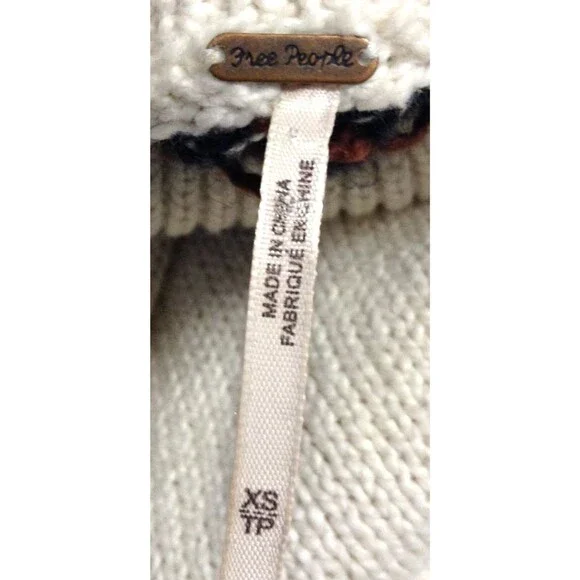 Free People
MADE IN CHINA
FABRIQUÉ EN CHINE
XS
TP